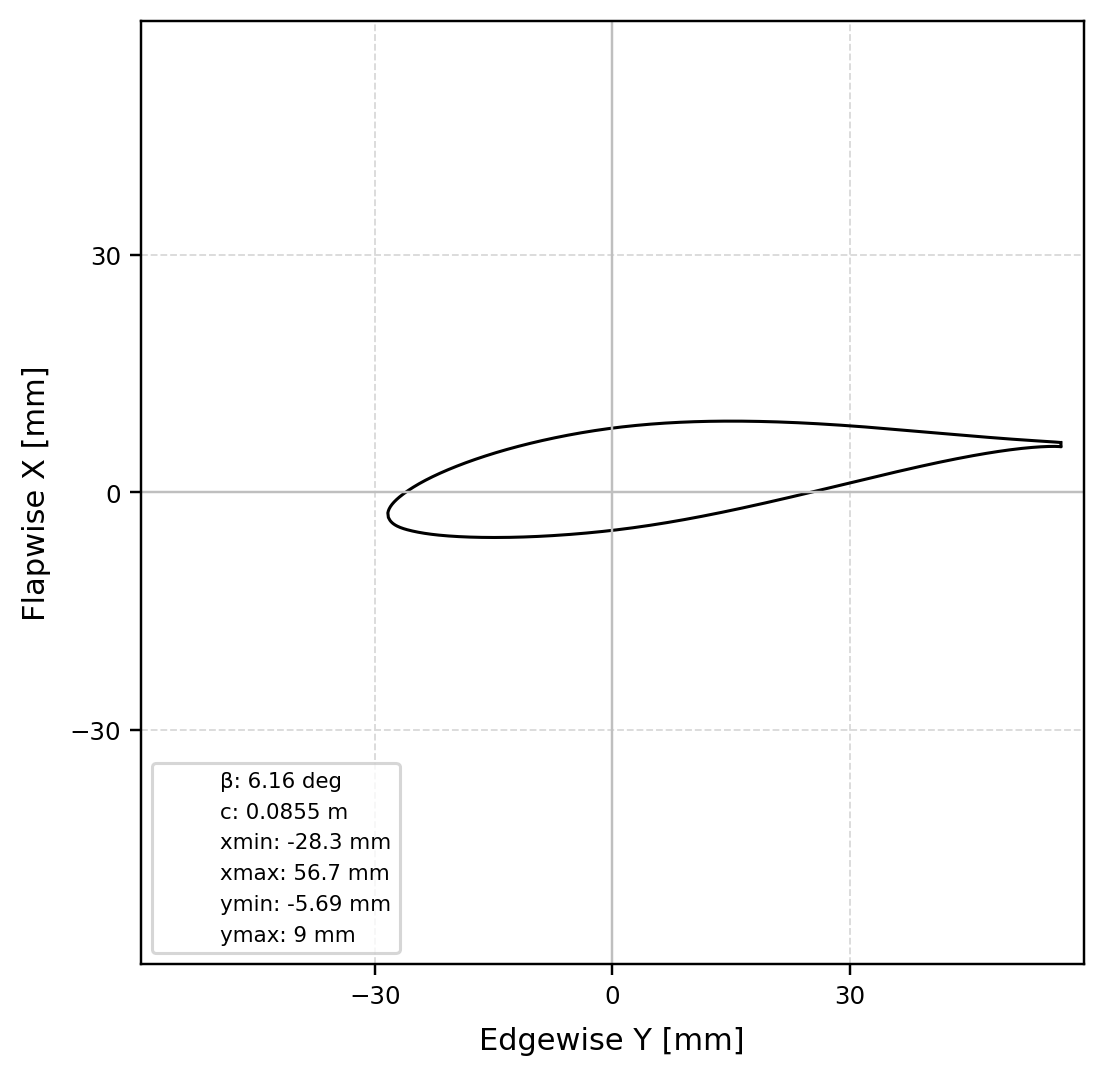 Flapwise X [mm]
30
0
−30
β: 6.16 deg
c: 0.0855 m
xmin: -28.3 mm
xmax: 56.7 mm
ymin: -5.69 mm
ymax: 9 mm
−30
0
30
Edgewise Y [mm]